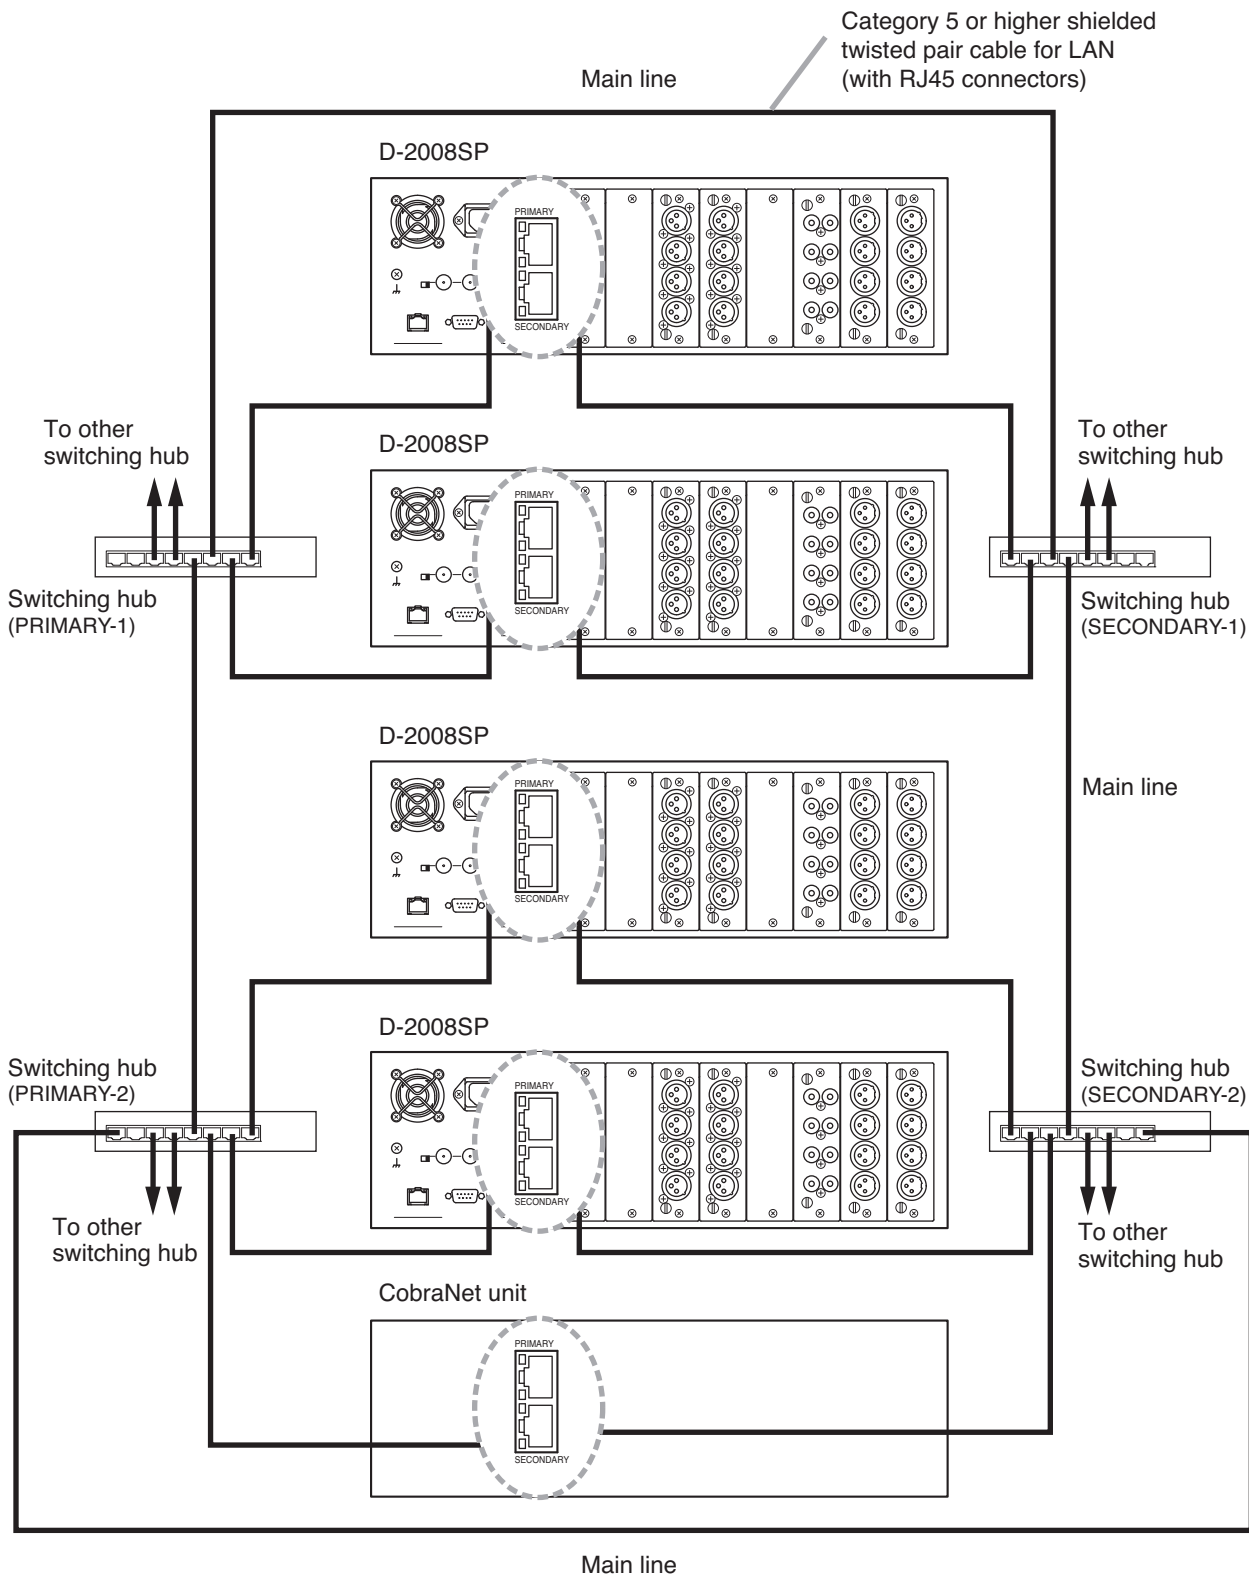 Category 5 or higher shielded
twisted pair cable for LAN
(with RJ45 connectors)
Main line
D-2008SP
PRIMARY
SECONDARY
To other
switching hub
D-2008SP
To other
switching hub
PRIMARY
SECONDARY
Switching hub
(PRIMARY-1)
Switching hub
(SECONDARY-1)
D-2008SP
PRIMARY
SECONDARY
Main line
D-2008SP
Switching hub
(PRIMARY-2)
Switching hub
(SECONDARY-2)
PRIMARY
SECONDARY
To other
switching hub
To other
switching hub
CobraNet unit
PRIMARY
SECONDARY
Main line